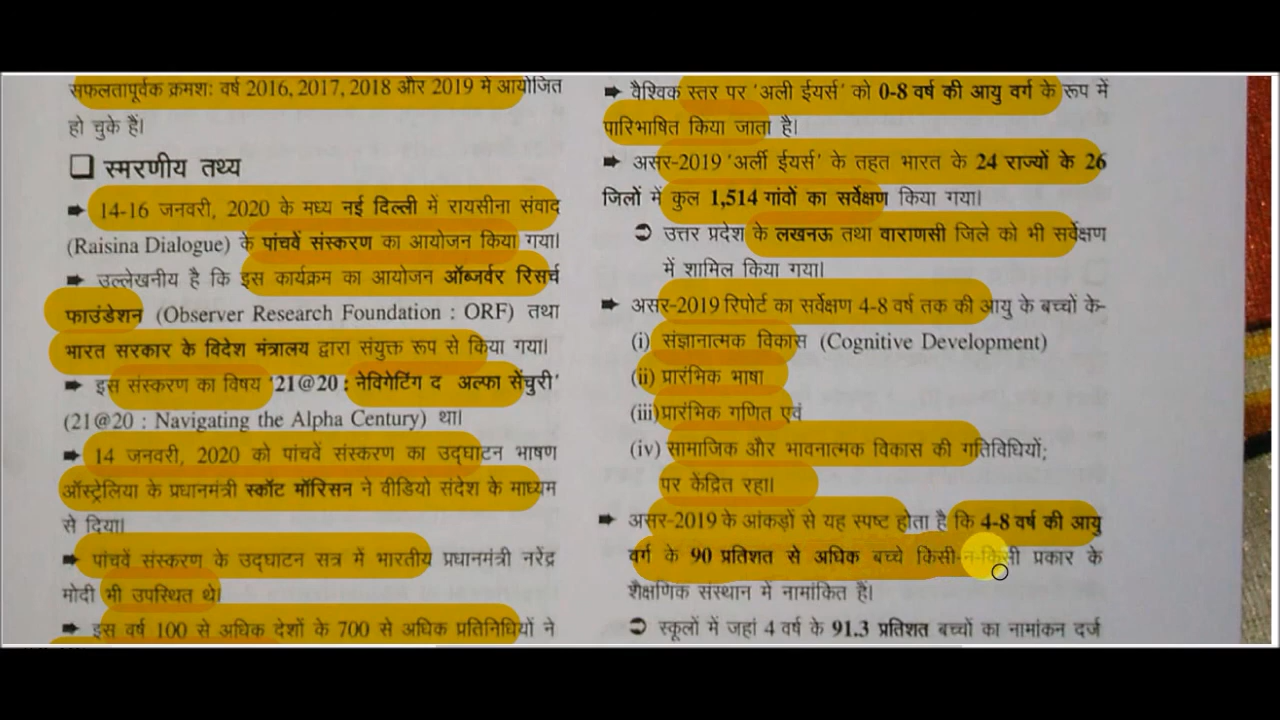 सफलतापूर्वक क्रमशः वर्ष 2016, 2017, 2018 और 2019 में आयोजित
हो चुके हैं।
❑ स्मरणीय तथ्य
➨ 14-16 जनवरी, 2020 के मध्य नई दिल्ली में रायसीना संवाद
(Raisina Dialogue) के पांचवें संस्करण का आयोजन किया गया।
➨ उल्लेखनीय है कि इस कार्यक्रम का आयोजन ऑब्जर्वर रिसर्च
फाउंडेशन (Observer Research Foundation : ORF) तथा
भारत सरकार के विदेश मंत्रालय द्वारा संयुक्त रूप से किया गया।
➨ इस संस्करण का विषय '21@20 : नेविगेटिंग द अल्फा सेंचुरी'
(21@20 : Navigating the Alpha Century) था।
➨ 14 जनवरी, 2020 को पांचवें संस्करण का उद्घाटन भाषण
ऑस्ट्रेलिया के प्रधानमंत्री स्कॉट मॉरिसन ने वीडियो संदेश के माध्यम
से दिया।
➨ पांचवें संस्करण के उद्घाटन सत्र में भारतीय प्रधानमंत्री नरेंद्र
मोदी भी उपस्थित थे।
➨ इस वर्ष 100 से अधिक देशों के 700 से अधिक प्रतिनिधियों ने
➨ वैश्विक स्तर पर 'अर्ली ईयर्स' को 0-8 वर्ष की आयु वर्ग के रूप में
पारिभाषित किया जाता है।
➨ असर-2019 'अर्ली ईयर्स' के तहत भारत के 24 राज्यों के 26
जिलों में कुल 1,514 गांवों का सर्वेक्षण किया गया।
➲ उत्तर प्रदेश के लखनऊ तथा वाराणसी जिले को भी सर्वेक्षण
में शामिल किया गया।
➨ असर-2019 रिपोर्ट का सर्वेक्षण 4-8 वर्ष तक की आयु के बच्चों के-
(i) संज्ञानात्मक विकास (Cognitive Development)
(ii) प्रारंभिक भाषा
(iii) प्रारंभिक गणित एवं
(iv) सामाजिक और भावनात्मक विकास की गतिविधियों;
पर केंद्रित रहा।
➨ असर-2019 के आंकड़ों से यह स्पष्ट होता है कि 4-8 वर्ष की आयु
वर्ग के 90 प्रतिशत से अधिक बच्चे किसी-न-किसी प्रकार के
शैक्षणिक संस्थान में नामांकित हैं।
➲ स्कूलों में जहां 4 वर्ष के 91.3 प्रतिशत बच्चों का नामांकन दर्ज